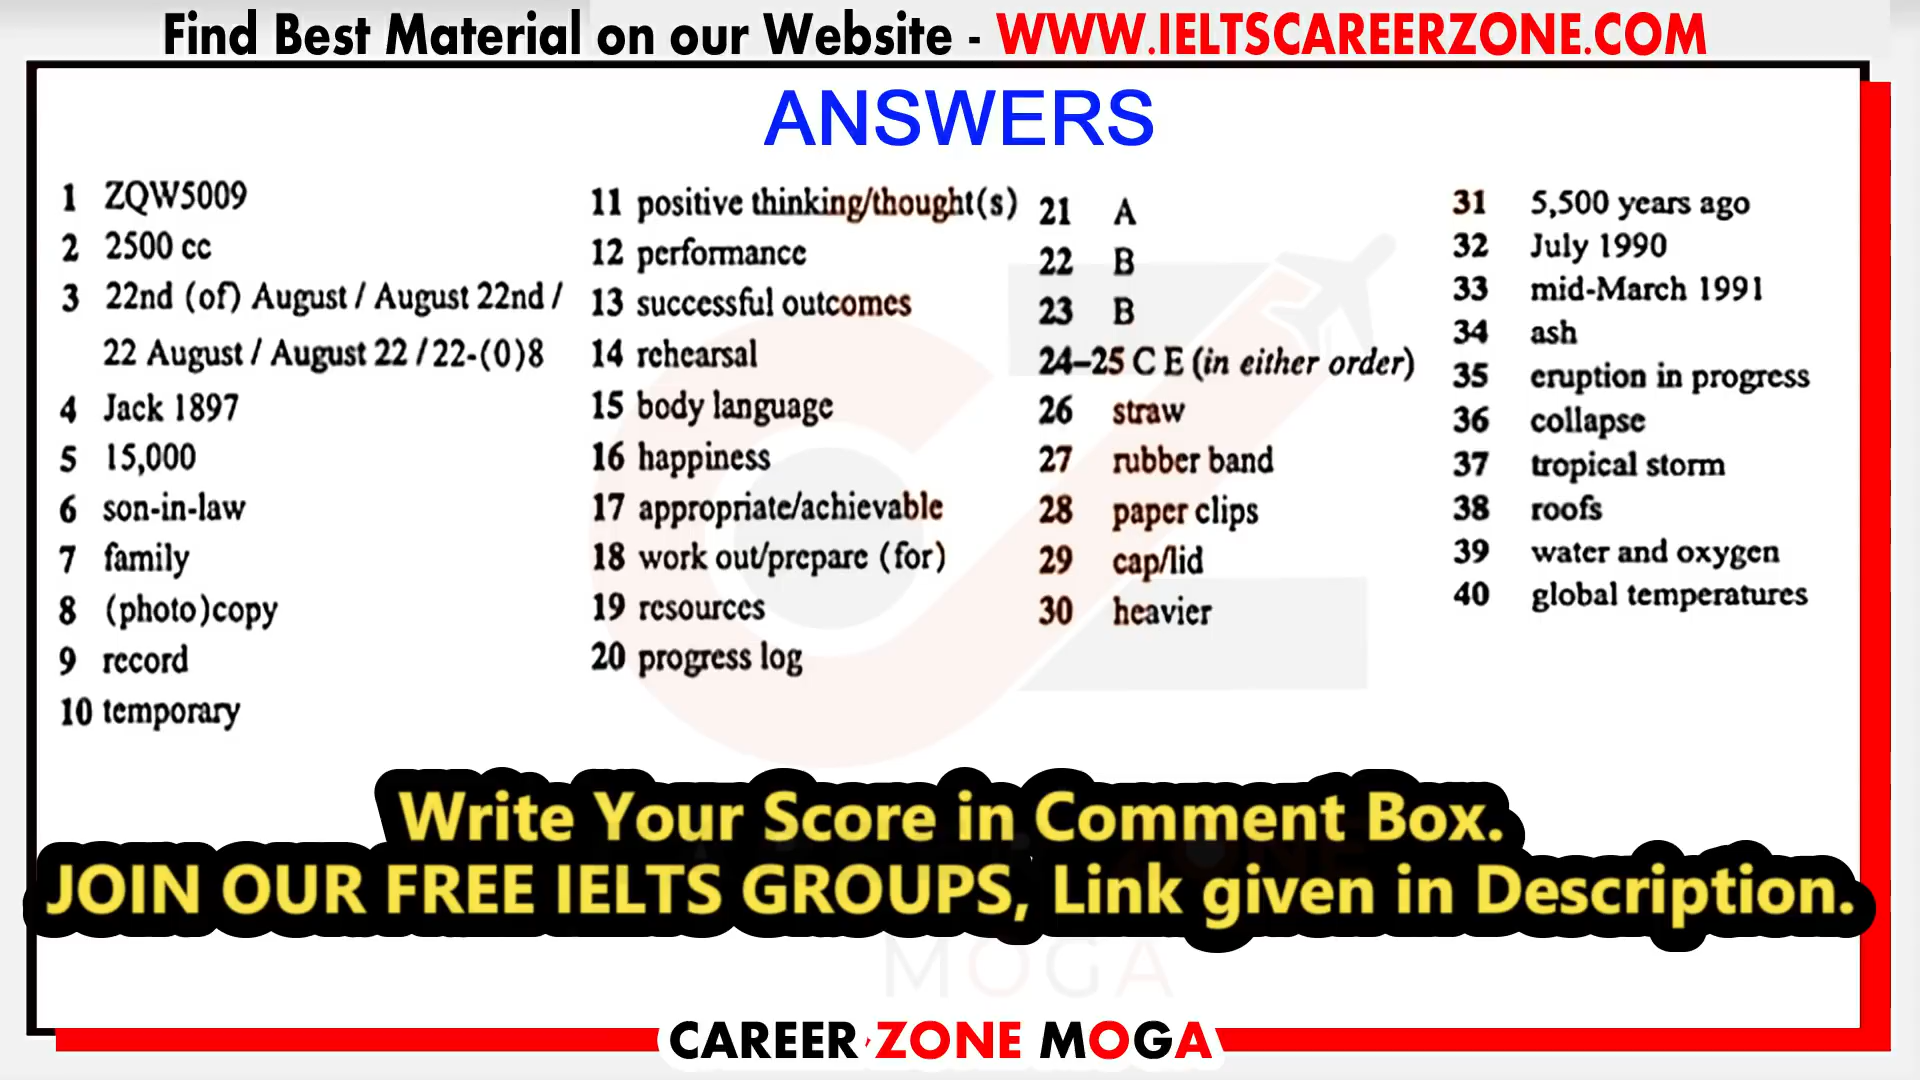 Find Best Material on our Website - WWW.IELTSCAREERZONE.COM
ANSWERS
1 ZQW5009
2 2500 cc
3 22nd (of) August / August 22nd /
22 August / August 22 / 22-(0)8
4 Jack 1897
5 15,000
6 son-in-law
7 family
8 (photo)copy
9 record
10 temporary
11 positive thinking/thought(s)
12 performance
13 successful outcomes
14 rehearsal
15 body language
16 happiness
17 appropriate/achievable
18 work out/prepare (for)
19 resources
20 progress log
21 A
22 B
23 B
24–25 C E (in either order)
26 straw
27 rubber band
28 paper clips
29 cap/lid
30 heavier
31 5,500 years ago
32 July 1990
33 mid-March 1991
34 ash
35 eruption in progress
36 collapse
37 tropical storm
38 roofs
39 water and oxygen
40 global temperatures
Write Your Score in Comment Box.
JOIN OUR FREE IELTS GROUPS, Link given in Description.
MOGA
CAREER ZONE MOGA